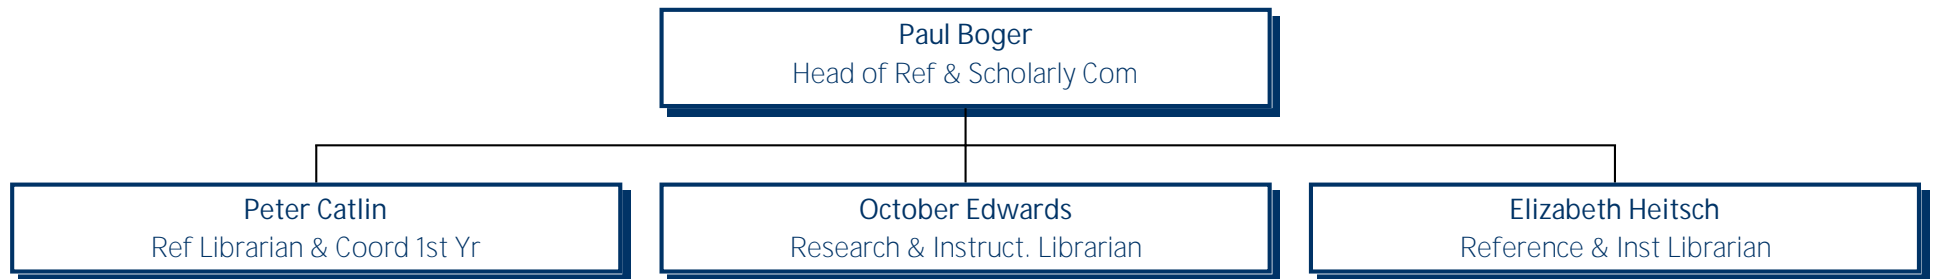 Paul Boger
Head of Ref & Scholarly Com
Peter Catlin
Ref Librarian & Coord 1st Yr
October Edwards
Research & Instruct. Librarian
Elizabeth Heitsch
Reference & Inst Librarian